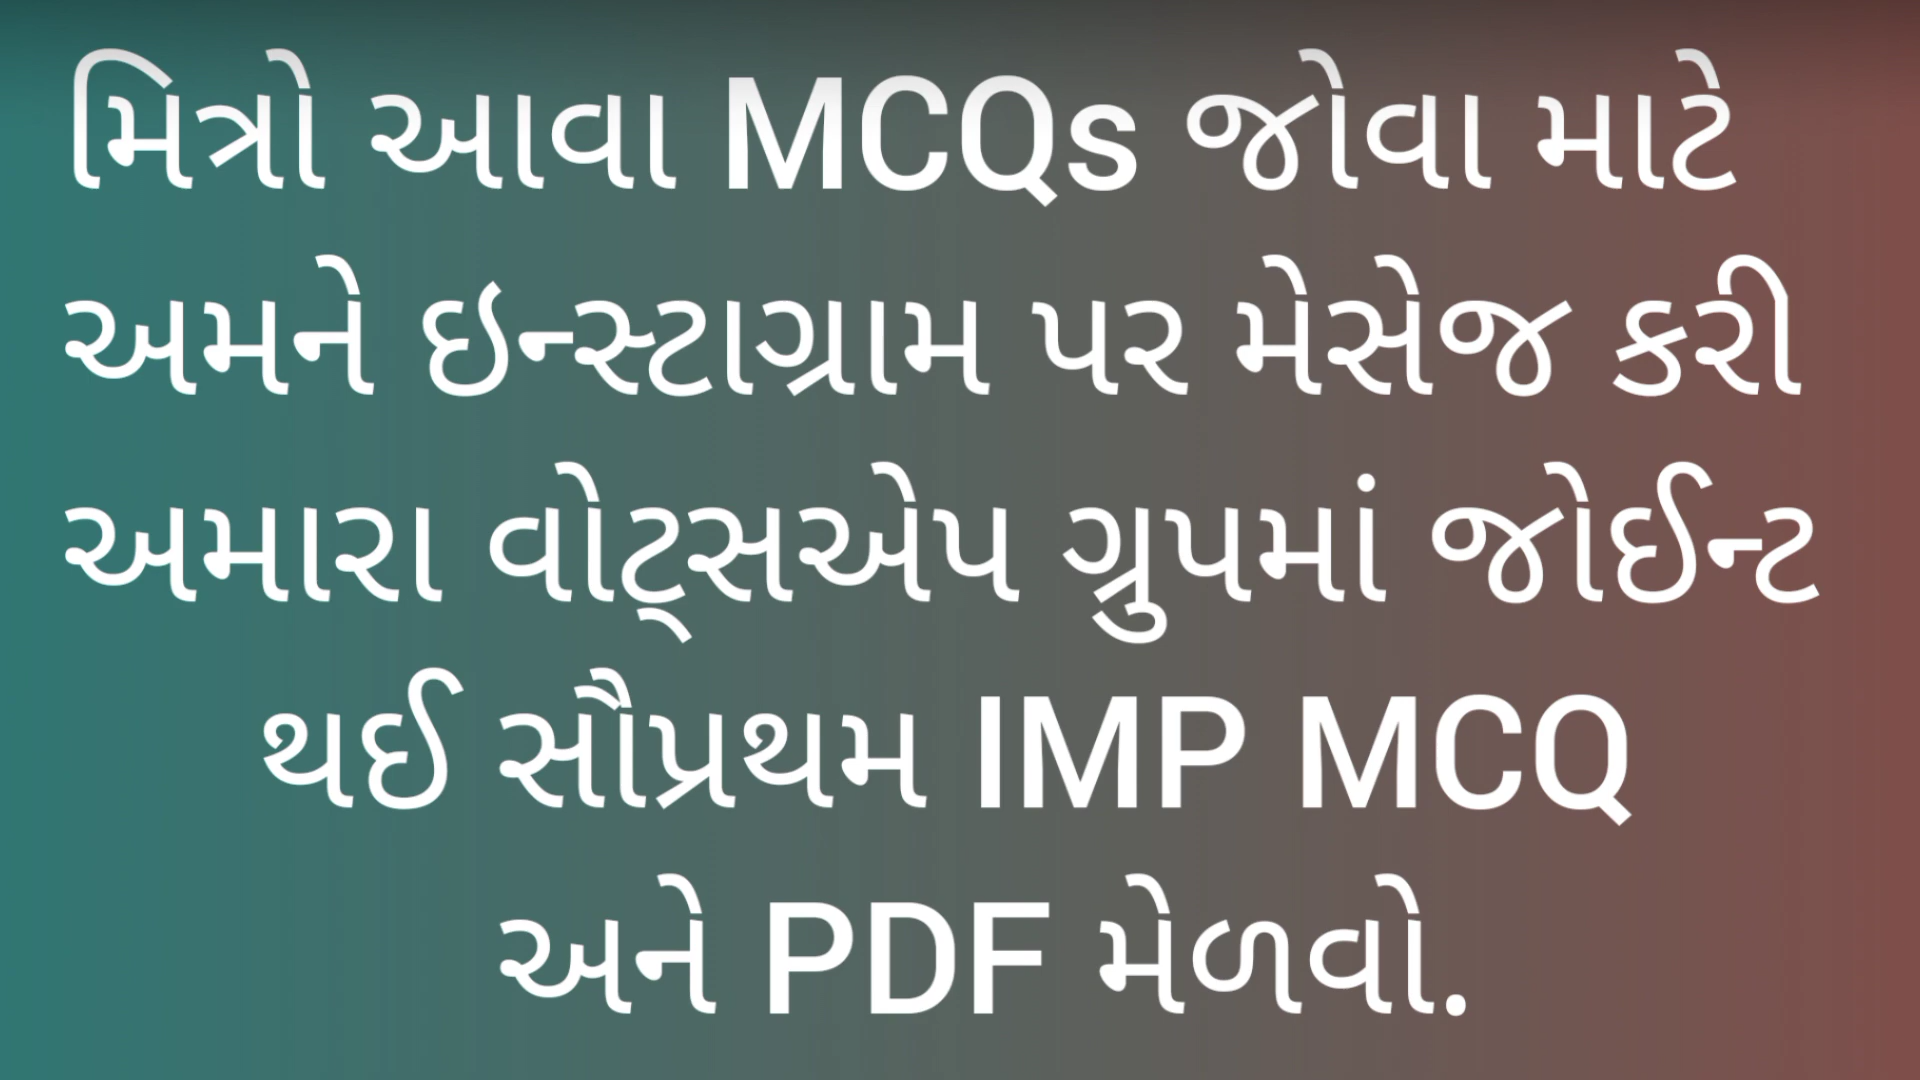 મિત્રો આવા MCQs જોવા માટે
અમને ઇન્સ્ટાગ્રામ પર મેસેજ કરી
અમારા વોટ્સએપ ગ્રુપમાં જોઈન્ટ
થઈ સૌપ્રથમ IMP MCQ
અને PDF મેળવો.